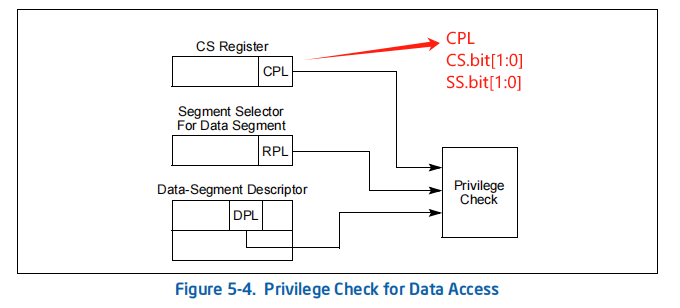 CS Register
CPL
CPL
CS.bit[1:0]
SS.bit[1:0]
Segment Selector
For Data Segment
RPL
Data-Segment Descriptor
DPL
Privilege
Check
Figure 5-4. Privilege Check for Data Access